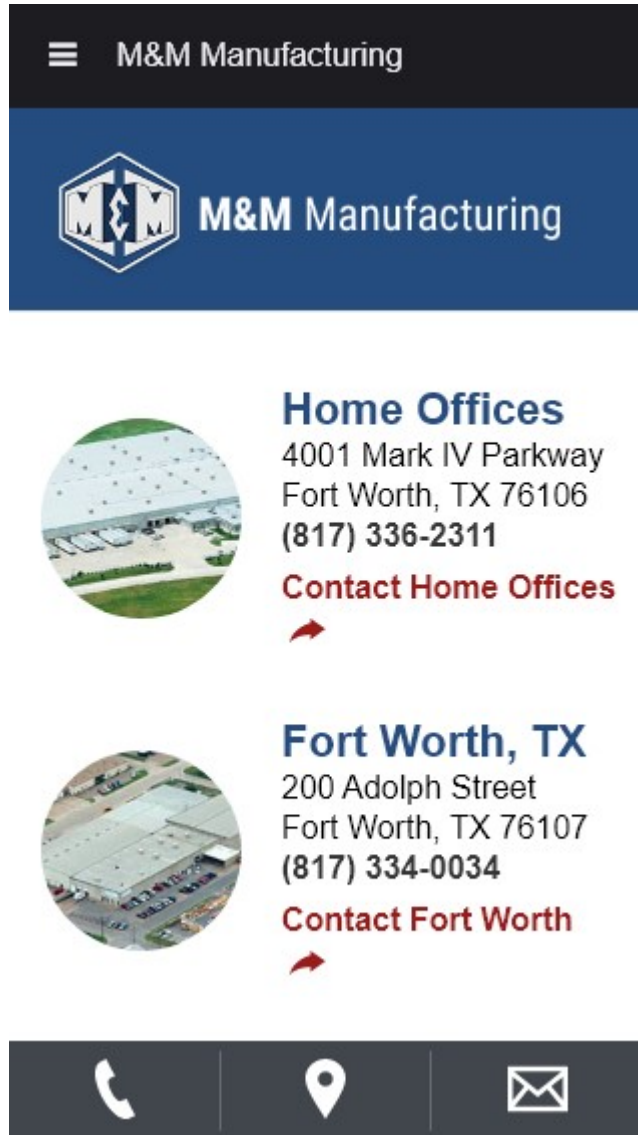 M&M Manufacturing
M&M
M&M Manufacturing
Home Offices
4001 Mark IV Parkway
Fort Worth, TX 76106
(817) 336-2311
Contact Home Offices
Fort Worth, TX
200 Adolph Street
Fort Worth, TX 76107
(817) 334-0034
Contact Fort Worth